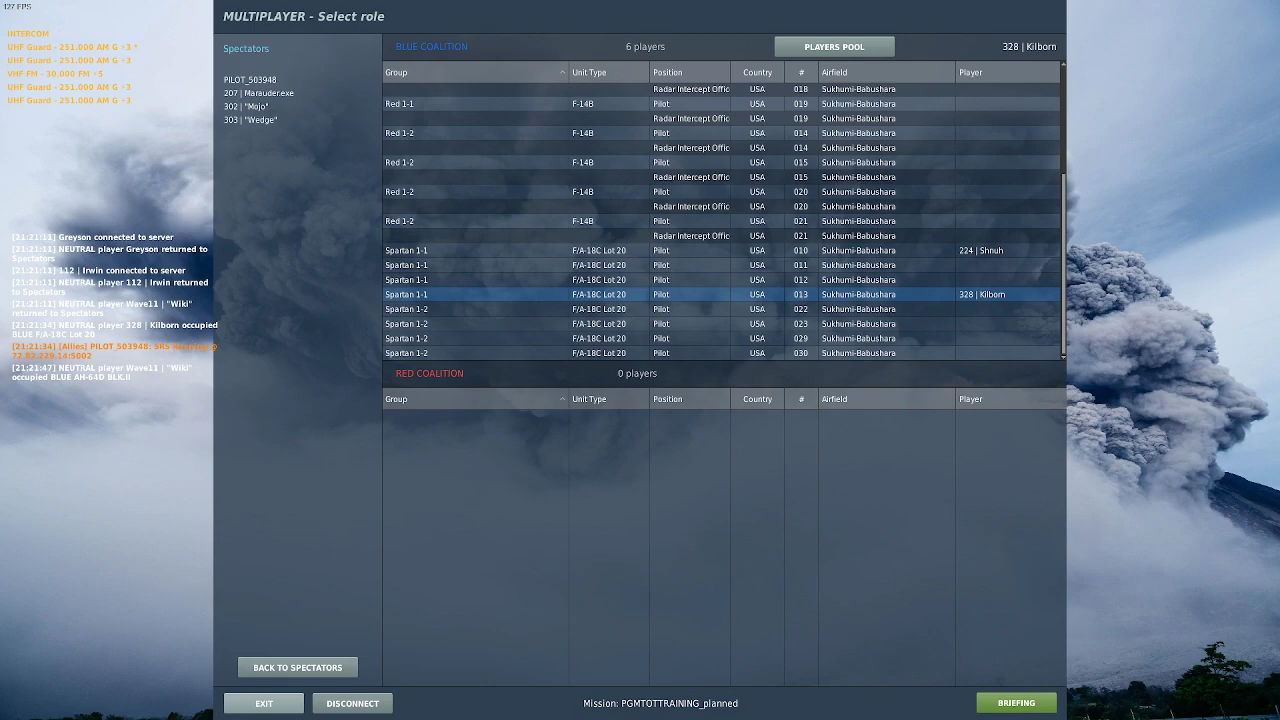 127 FPS
INTERCOM
UHF Guard - 251.000 AM G
UHF Guard - 251.000 AM G
VHF FM - 30.000 FM
UHF Guard - 251.000 AM G
UHF Guard - 251.000 AM G
[21:21:11] Greyson connected to server
[21:21:11] NEUTRAL player Greyson returned to
Spectators
[21:21:11] 112 | Irwin connected to server
[21:21:11] NEUTRAL player 112 | Irwin returned
to Spectators
[21:21:11] NEUTRAL player Wave11 | "Wiki"
returned to Spectators
[21:21:34] NEUTRAL player 328 | Kilborn occupied
BLUE F/A-18C Lot 20
[21:21:34] [Allies] PILOT_503948: SRS
72.82.229.14:5002
[21:21:47] NEUTRAL player Wave11 | "Wiki"
occupied BLUE AH-64D BLK.II
MULTIPLAYER - Select role
Spectators
PILOT_503948
207 | Marauder.exe
302 | "Mojo"
303 | "Wedge"
BLUE COALITION 6 players PLAYERS POOL 328 | Kilborn
Group Unit Type Position Country # Airfield Player
Radar Intercept Offic USA 018 Sukhumi-Babushara
Red 1-1 F-14B Pilot USA 019 Sukhumi-Babushara
Radar Intercept Offic USA 019 Sukhumi-Babushara
Red 1-2 F-14B Pilot USA 014 Sukhumi-Babushara
Radar Intercept Offic USA 014 Sukhumi-Babushara
Red 1-2 F-14B Pilot USA 015 Sukhumi-Babushara
Radar Intercept Offic USA 015 Sukhumi-Babushara
Red 1-2 F-14B Pilot USA 020 Sukhumi-Babushara
Radar Intercept Offic USA 020 Sukhumi-Babushara
Red 1-2 F-14B Pilot USA 021 Sukhumi-Babushara
Radar Intercept Offic USA 021 Sukhumi-Babushara
Spartan 1-1 F/A-18C Lot 20 Pilot USA 010 Sukhumi-Babushara 224 | Shnuh
Spartan 1-1 F/A-18C Lot 20 Pilot USA 011 Sukhumi-Babushara
Spartan 1-1 F/A-18C Lot 20 Pilot USA 012 Sukhumi-Babushara
Spartan 1-1 F/A-18C Lot 20 Pilot USA 013 Sukhumi-Babushara 328 | Kilborn
Spartan 1-2 F/A-18C Lot 20 Pilot USA 022 Sukhumi-Babushara
Spartan 1-2 F/A-18C Lot 20 Pilot USA 023 Sukhumi-Babushara
Spartan 1-2 F/A-18C Lot 20 Pilot USA 029 Sukhumi-Babushara
Spartan 1-2 F/A-18C Lot 20 Pilot USA 030 Sukhumi-Babushara
RED COALITION 0 players
Group Unit Type Position Country # Airfield Player
BACK TO SPECTATORS
EXIT DISCONNECT Mission: PGMTOTTRAINING_planned BRIEFING